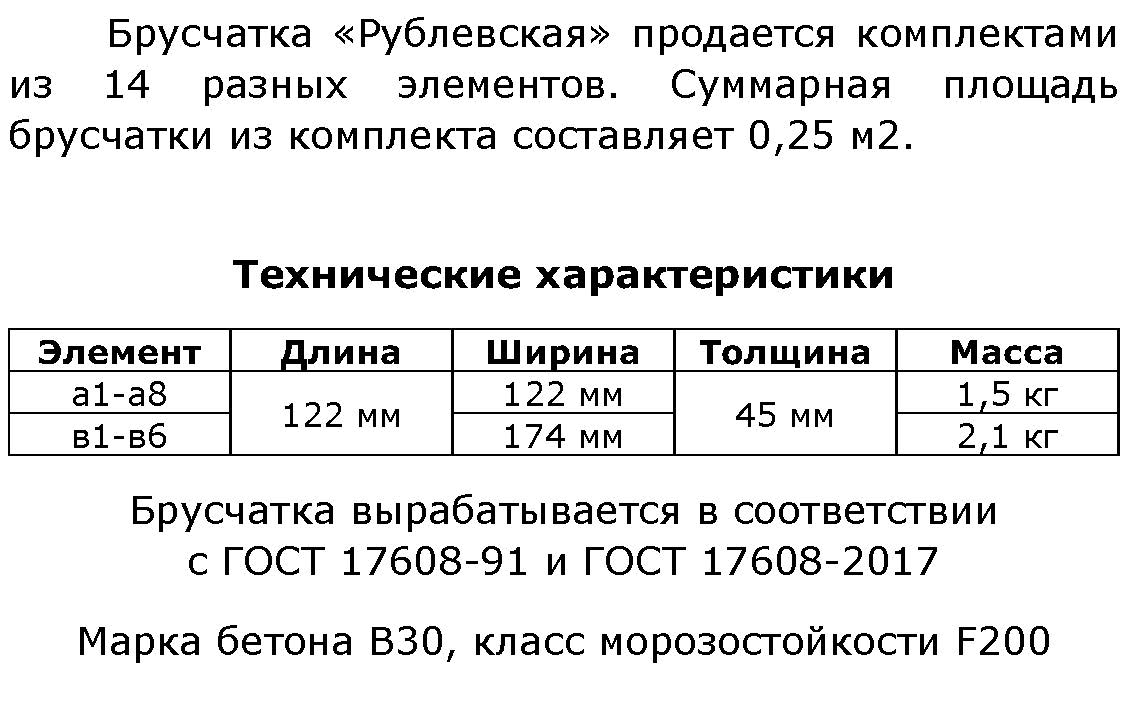 Брусчатка «Рублевская» продается комплектами
из 14 разных элементов. Суммарная площадь
брусчатки из комплекта составляет 0,25 м2.
Технические характеристики
Элемент Длина Ширина Толщина Масса
а1-а8 122 мм 122 мм 45 мм 1,5 кг
в1-в6 174 мм 2,1 кг
Брусчатка вырабатывается в соответствии
с ГОСТ 17608-91 и ГОСТ 17608-2017
Марка бетона В30, класс морозостойкости F200